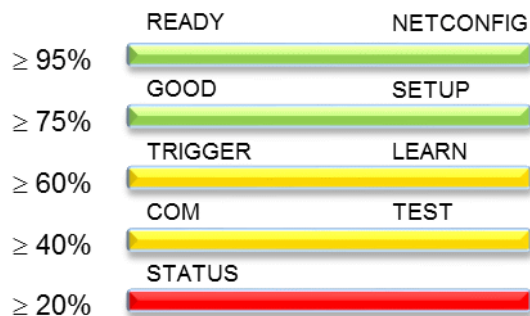 READY NETCONFIG
≥ 95%
GOOD SETUP
≥ 75%
TRIGGER LEARN
≥ 60%
COM TEST
≥ 40%
STATUS
≥ 20%